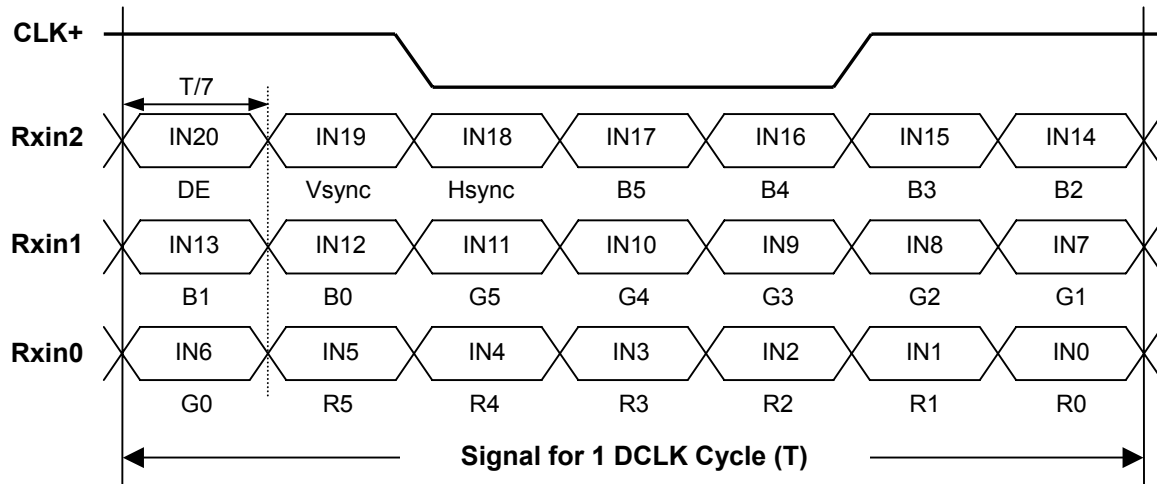 CLK+
T/7
Rxin2 IN20 IN19 IN18 IN17 IN16 IN15 IN14
DE Vsync Hsync B5 B4 B3 B2
Rxin1 IN13 IN12 IN11 IN10 IN9 IN8 IN7
B1 B0 G5 G4 G3 G2 G1
Rxin0 IN6 IN5 IN4 IN3 IN2 IN1 IN0
G0 R5 R4 R3 R2 R1 R0
Signal for 1 DCLK Cycle (T)